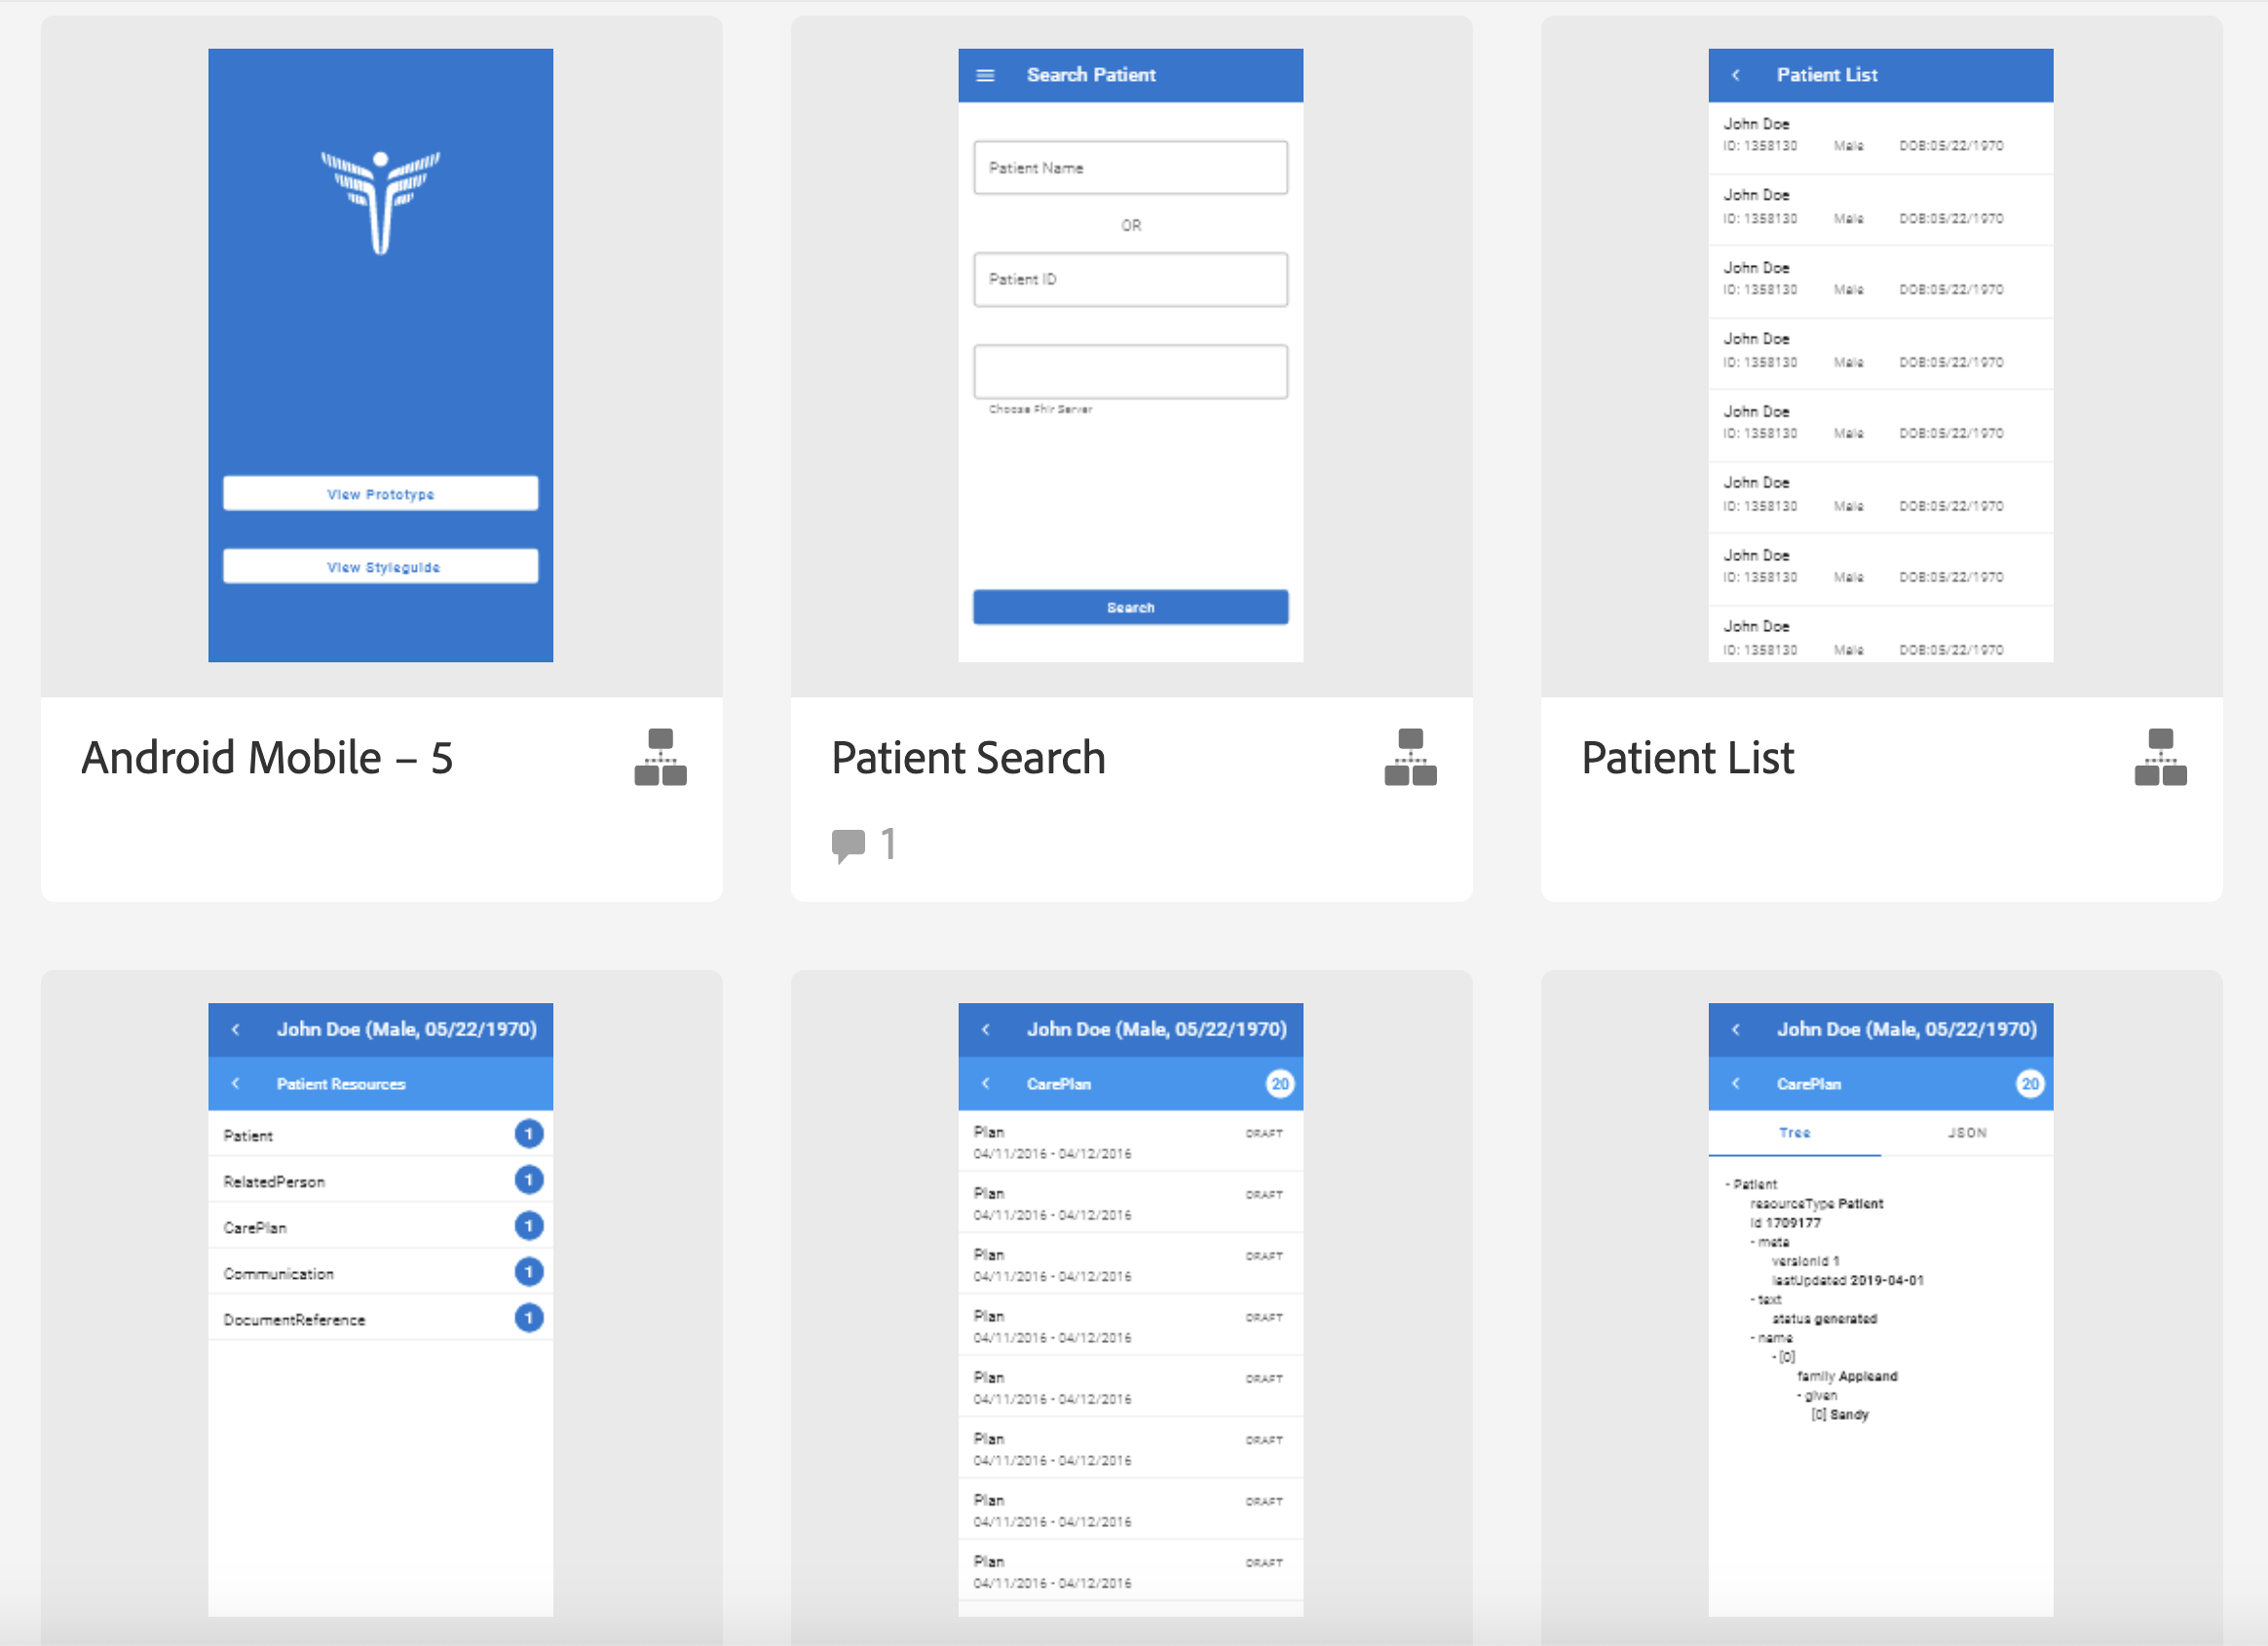 View Prototype
View Styleguide
Android Mobile – 5
Search Patient
Patient Name
OR
Patient ID
Choose Fhir Server
Search
Patient Search
1
Patient List
John Doe
ID: 1358130 Male DOB:05/22/1970
John Doe
ID: 1358130 Male DOB:05/22/1970
John Doe
ID: 1358130 Male DOB:05/22/1970
John Doe
ID: 1358130 Male DOB:05/22/1970
John Doe
ID: 1358130 Male DOB:05/22/1970
John Doe
ID: 1358130 Male DOB:05/22/1970
John Doe
ID: 1358130 Male DOB:05/22/1970
John Doe
ID: 1358130 Male DOB:05/22/1970
Patient List
John Doe (Male, 05/22/1970)
Patient Resources
Patient 1
RelatedPerson 1
CarePlan 1
Communication 1
DocumentReference 1
John Doe (Male, 05/22/1970)
CarePlan 20
Plan DRAFT
04/11/2016 - 04/12/2016
Plan DRAFT
04/11/2016 - 04/12/2016
Plan DRAFT
04/11/2016 - 04/12/2016
Plan DRAFT
04/11/2016 - 04/12/2016
Plan DRAFT
04/11/2016 - 04/12/2016
Plan DRAFT
04/11/2016 - 04/12/2016
Plan DRAFT
04/11/2016 - 04/12/2016
Plan DRAFT
04/11/2016 - 04/12/2016
John Doe (Male, 05/22/1970)
CarePlan 20
Tree JSON
- Patient
resourceType Patient
id 1709177
- meta
versionId 1
lastUpdated 2019-04-01
- text
status generated
- name
- [0]
family Appleand
- given
[0] Sandy